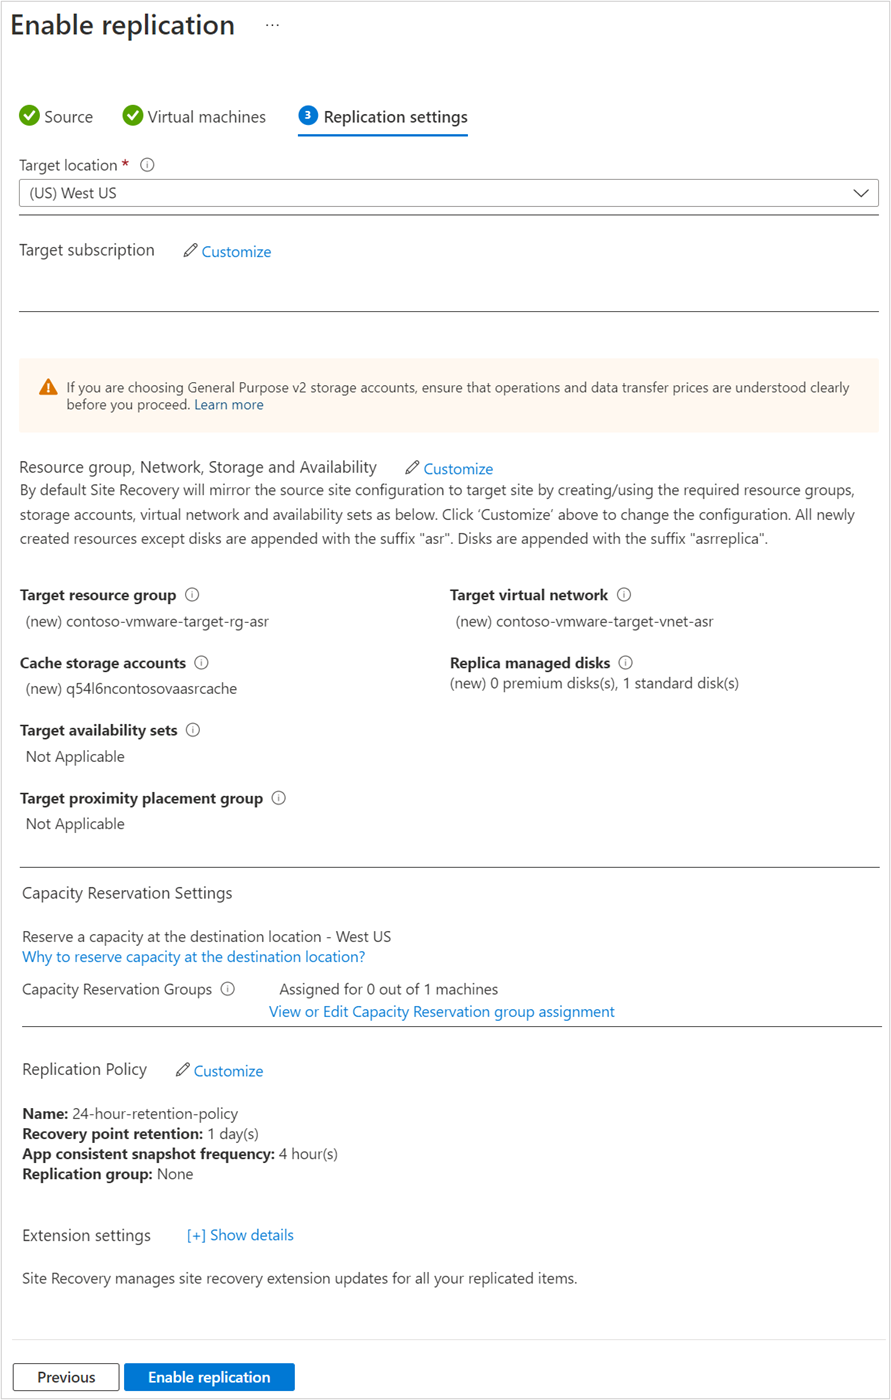 Enable replication ...
Source Virtual machines 3 Replication settings
Target location *
(US) West US
Target subscription Customize
If you are choosing General Purpose v2 storage accounts, ensure that operations and data transfer prices are understood clearly
before you proceed. Learn more
Resource group, Network, Storage and Availability Customize
By default Site Recovery will mirror the source site configuration to target site by creating/using the required resource groups,
storage accounts, virtual network and availability sets as below. Click ‘Customize‘ above to change the configuration. All newly
created resources except disks are appended with the suffix "asr". Disks are appended with the suffix "asrreplica".
Target resource group
(new) contoso-vmware-target-rg-asr
Target virtual network
(new) contoso-vmware-target-vnet-asr
Cache storage accounts
(new) q54l6ncontosovaasrcache
Replica managed disks
(new) 0 premium disks(s), 1 standard disk(s)
Target availability sets
Not Applicable
Target proximity placement group
Not Applicable
Capacity Reservation Settings
Reserve a capacity at the destination location - West US
Why to reserve capacity at the destination location?
Capacity Reservation Groups Assigned for 0 out of 1 machines
View or Edit Capacity Reservation group assignment
Replication Policy Customize
Name: 24-hour-retention-policy
Recovery point retention: 1 day(s)
App consistent snapshot frequency: 4 hour(s)
Replication group: None
Extension settings [+] Show details
Site Recovery manages site recovery extension updates for all your replicated items.
Previous Enable replication